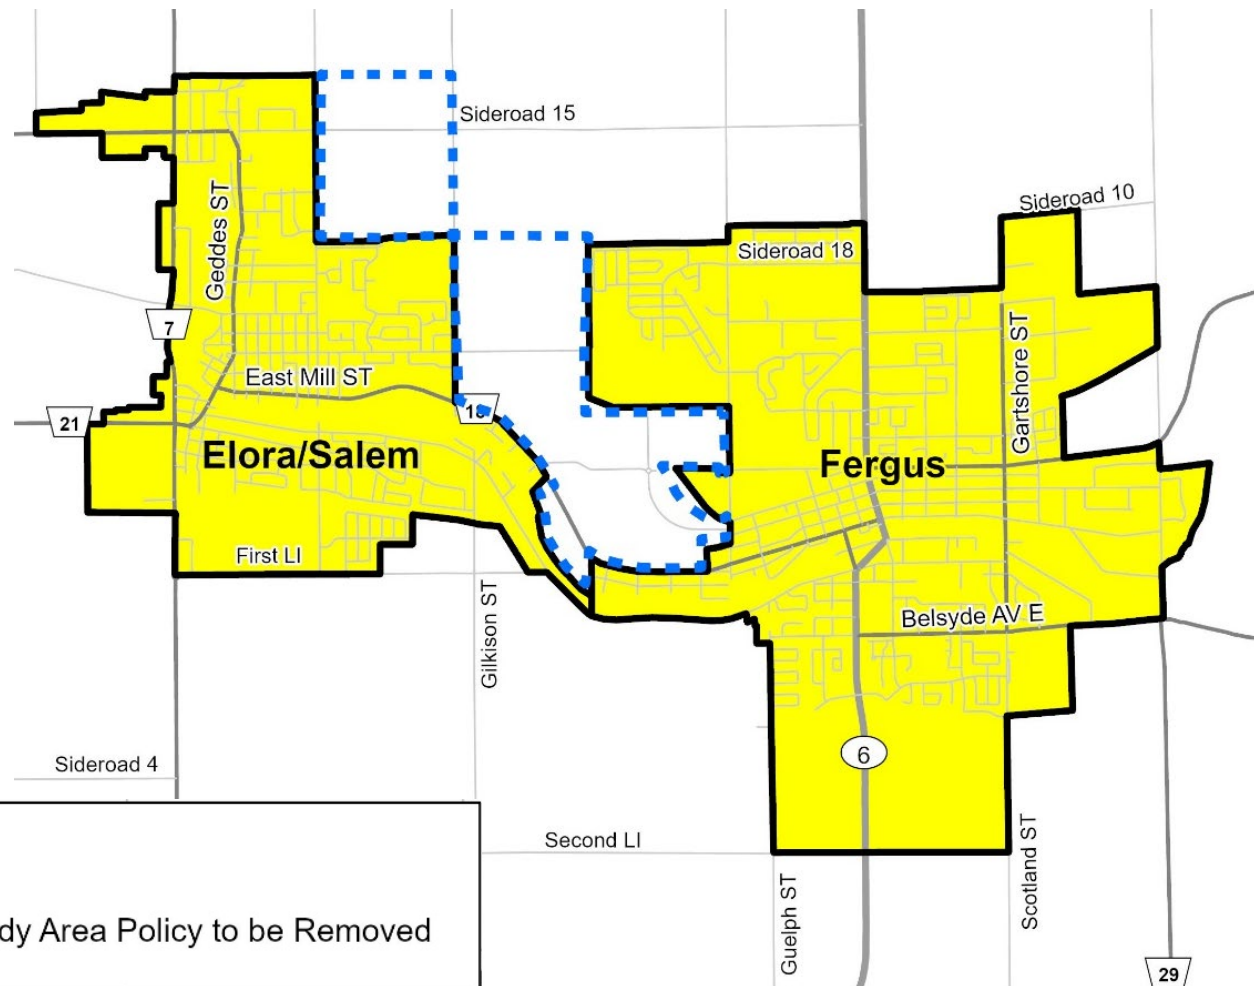 Sideroad 15
Sideroad 10
Geddes ST
Sideroad 18
7
Gartshore ST
East Mill ST
18
21
Elora/Salem
Fergus
First LI
Gilkison ST
Belsyde AV E
6
Sideroad 4
Second LI
Guelph ST
Scotland ST
Area Policy to be Removed
29